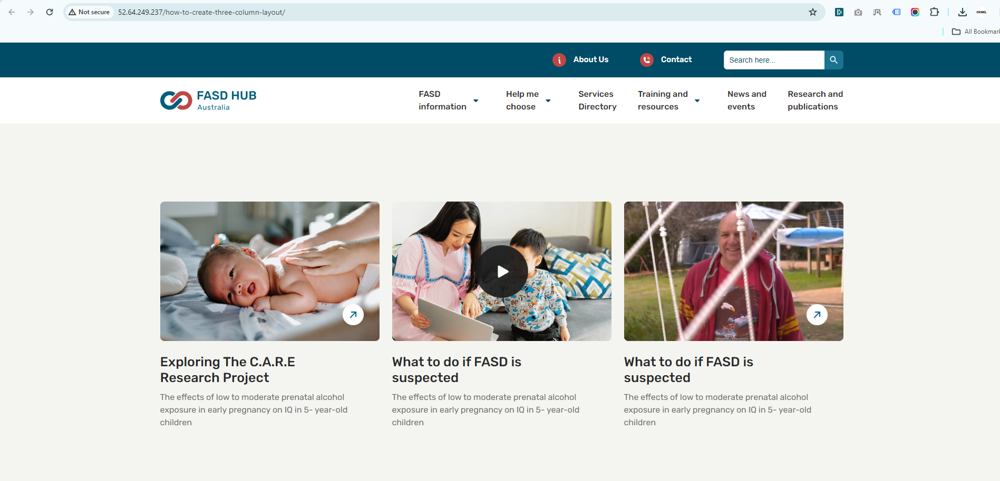 Not secure
52.64.249.237/how-to-create-three-column-layout/
OKMG.
All Bookmark
About Us
Contact
Search here...
FASD HUB
Australia
FASD
information
Help me
choose
Services
Directory
Training and
resources
News and
events
Research and
publications
Exploring The C.A.R.E
Research Project
The effects of low to moderate prenatal alcohol
exposure in early pregnancy on IQ in 5- year-old
children
What to do if FASD is
suspected
The effects of low to moderate prenatal alcohol
exposure in early pregnancy on IQ in 5- year-old
children
What to do if FASD is
suspected
The effects of low to moderate prenatal alcohol
exposure in early pregnancy on IQ in 5- year-old
children